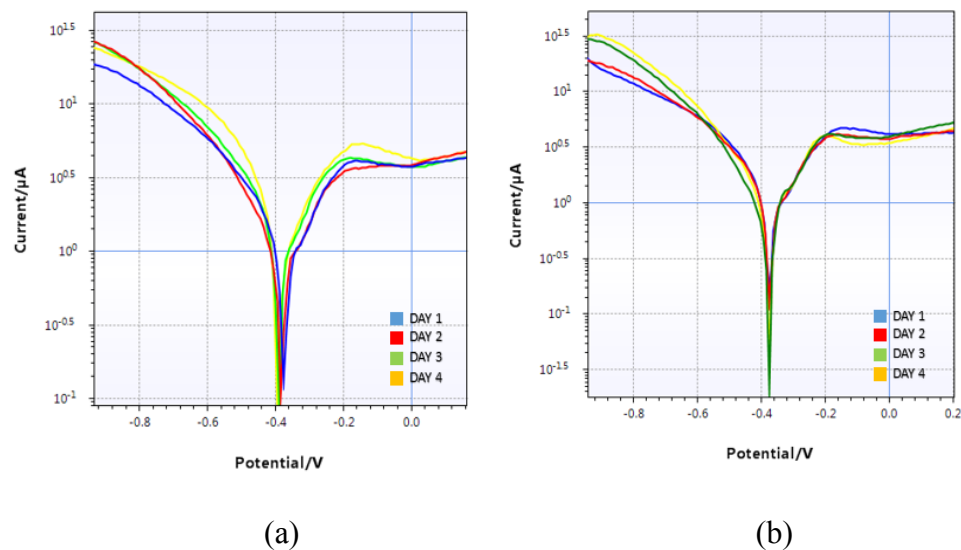 10^1.5
10^1
10^0.5
10^0
10^-0.5
10^-1
Current/µA
-0.8 -0.6 -0.4 -0.2 0.0
Potential/V
DAY 1
DAY 2
DAY 3
DAY 4
(a)
10^1.5
10^1
10^0.5
10^0
10^-0.5
10^-1
10^-1.5
Current/µA
-0.8 -0.6 -0.4 -0.2 0.0 0.2
Potential/V
DAY 1
DAY 2
DAY 3
DAY 4
(b)